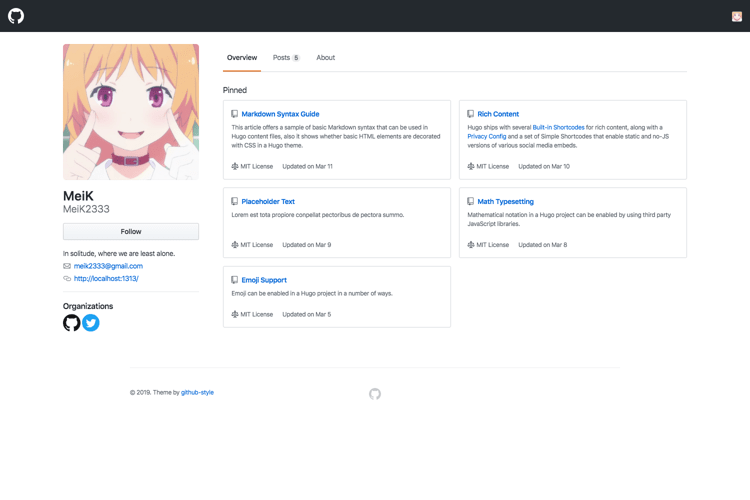 Overview Posts 5 About
MeiK
MeiK2333
Follow
In solitude, where we are least alone.
meik2333@gmail.com
http://localhost:1313/
Organizations
Pinned
Markdown Syntax Guide
This article offers a sample of basic Markdown syntax that can be used in
Hugo content files, also it shows whether basic HTML elements are decorated
with CSS in a Hugo theme.
MIT License Updated on Mar 11
Rich Content
Hugo ships with several Built-in Shortcodes for rich content, along with a
Privacy Config and a set of Simple Shortcodes that enable static and no-JS
versions of various social media embeds.
MIT License Updated on Mar 10
Placeholder Text
Lorem est tota propiore conpellat pectoribus de pectora summo.
MIT License Updated on Mar 9
Math Typesetting
Mathematical notation in a Hugo project can be enabled by using third party
JavaScript libraries.
MIT License Updated on Mar 8
Emoji Support
Emoji can be enabled in a Hugo project in a number of ways.
MIT License Updated on Mar 5
© 2019. Theme by github-style